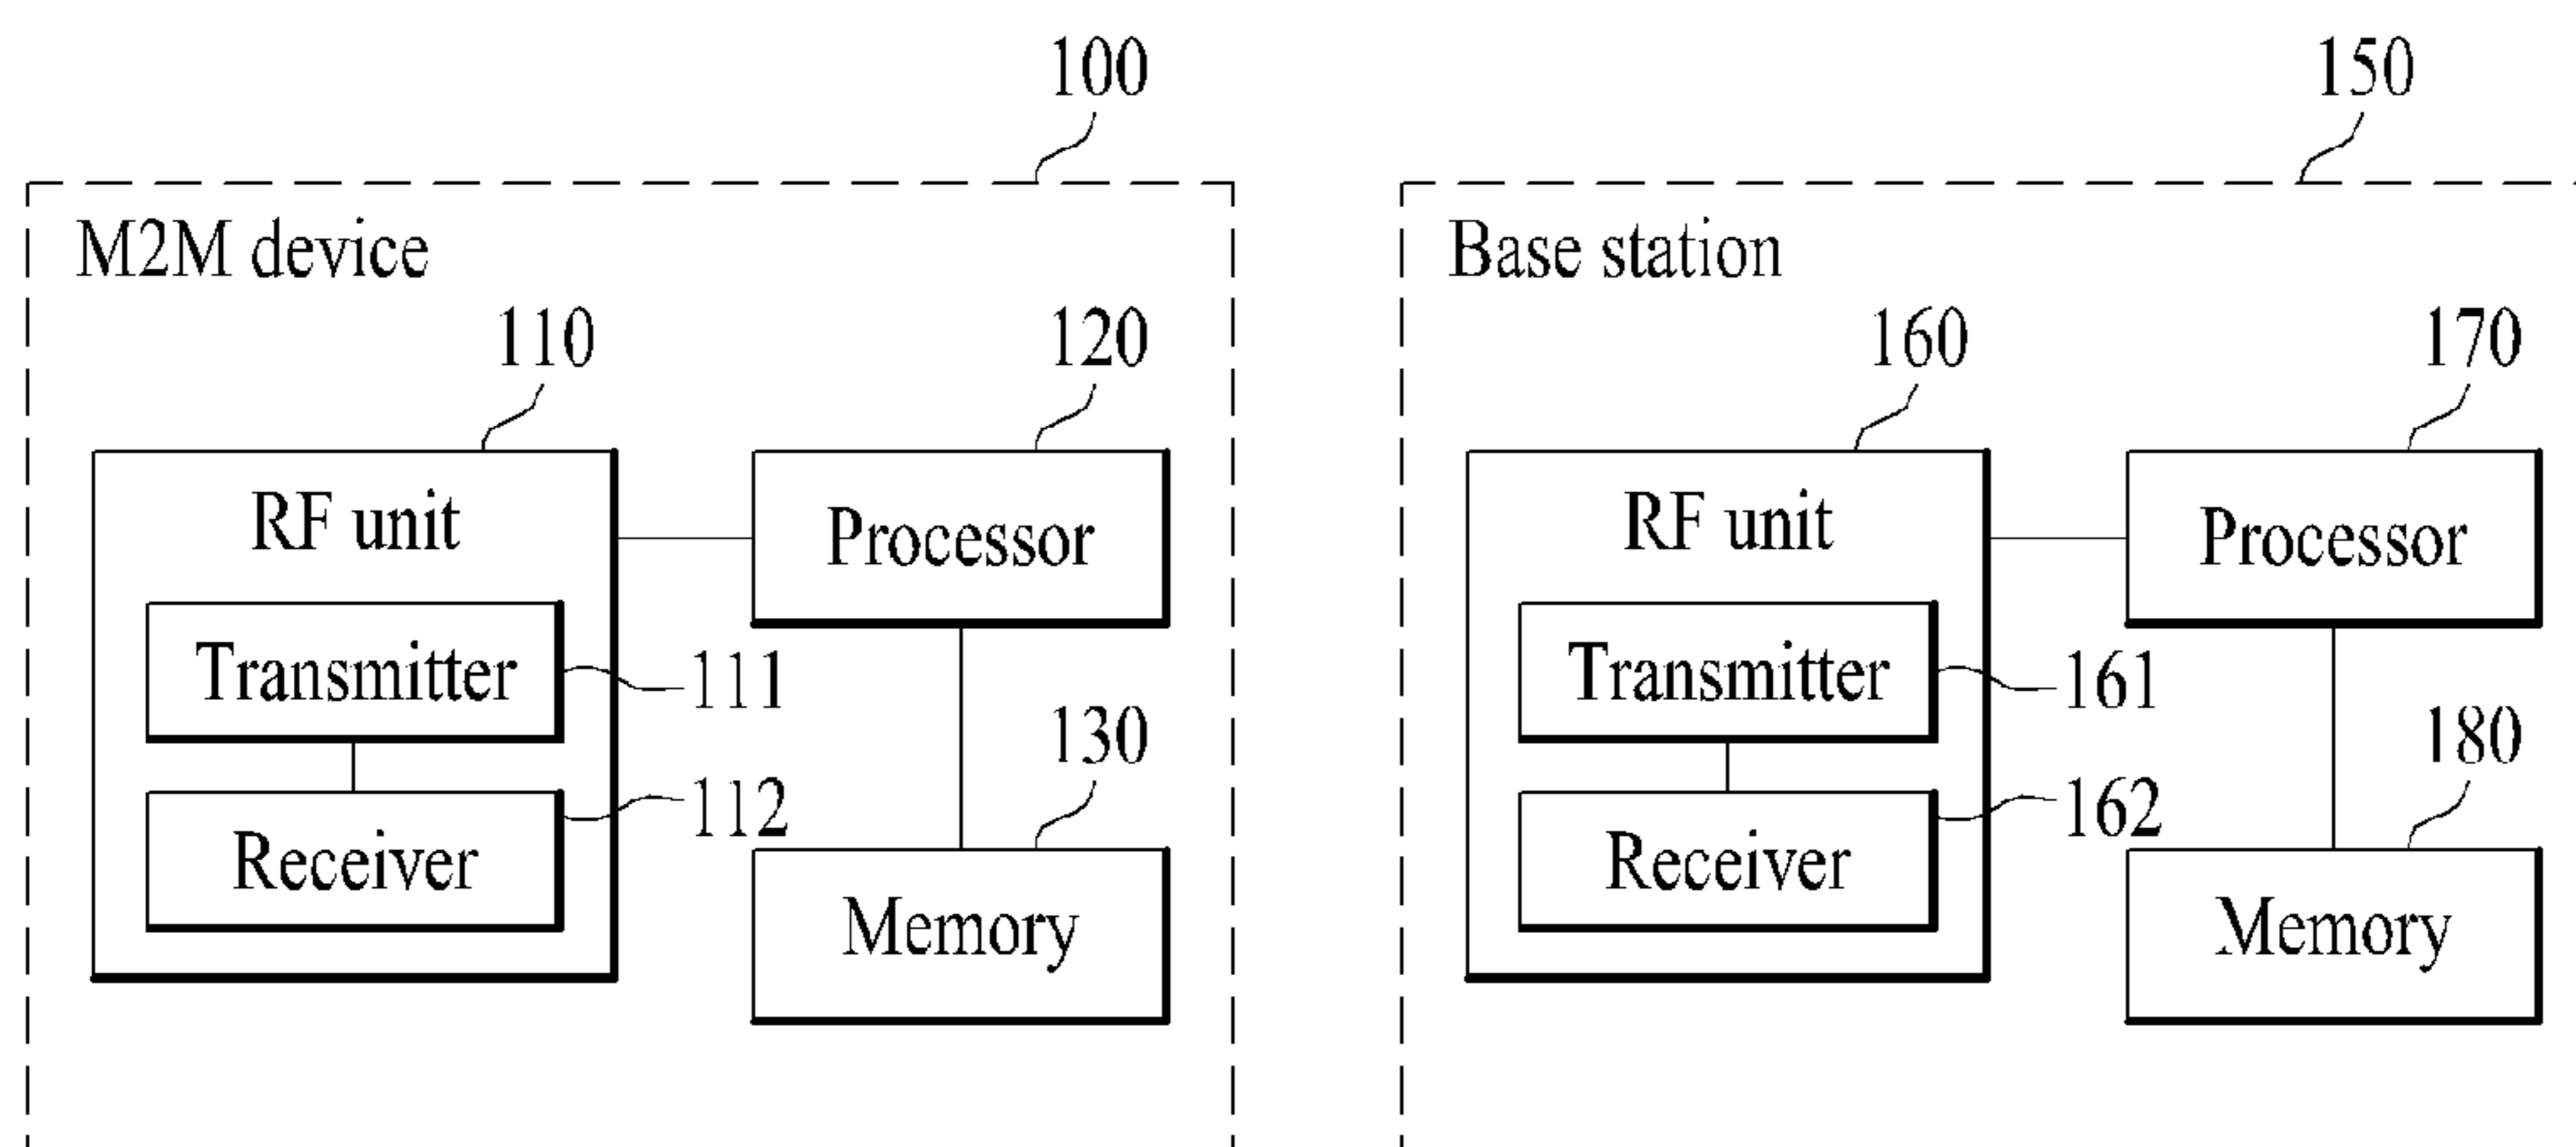 100
150
M2M device
Base station
110
120
160
170
RF unit
Processor
RF unit
Processor
Transmitter
111
Transmitter
161
130
180
112
162
Receiver
Memory
Receiver
Memory